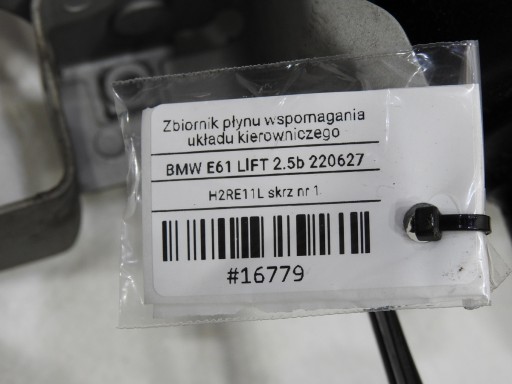 Zbiornik płynu wspomagania
układu kierowniczego
BMW E61 LIFT 2.5b 220627
H2RE11L skrz nr 1
#16779